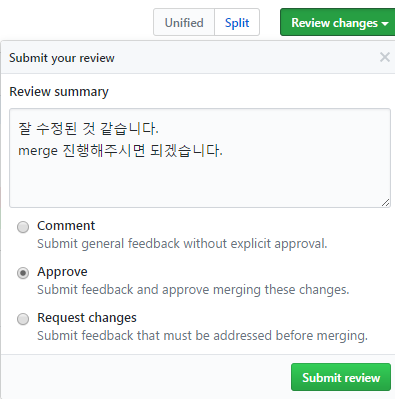 Unified Split Review changes
Submit your review
Review summary
잘 수정된 것 같습니다.
merge 진행해주시면 되겠습니다.
Comment
Submit general feedback without explicit approval.
Approve
Submit feedback and approve merging these changes.
Request changes
Submit feedback that must be addressed before merging.
Submit review